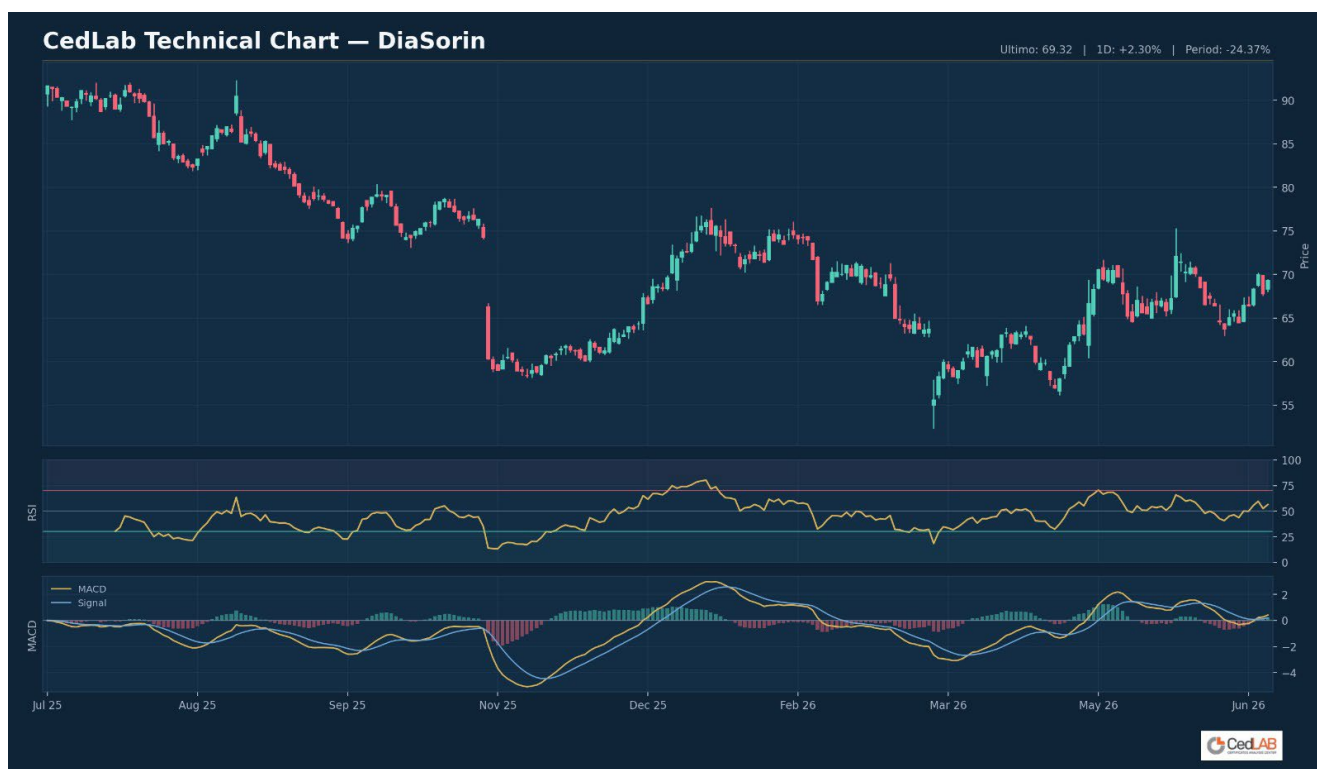 CedLab Technical Chart — DiaSorin
Ultimo: 69.32 | 1D: +2.30% | Period: -24.37%
90
85
80
75
70
65
60
55
Price
100
75
50
25
0
RSI
MACD
Signal
2
0
−2
−4
MACD
Jul 25 Aug 25 Sep 25 Nov 25 Dec 25 Feb 26 Mar 26 May 26 Jun 26
CedLAB